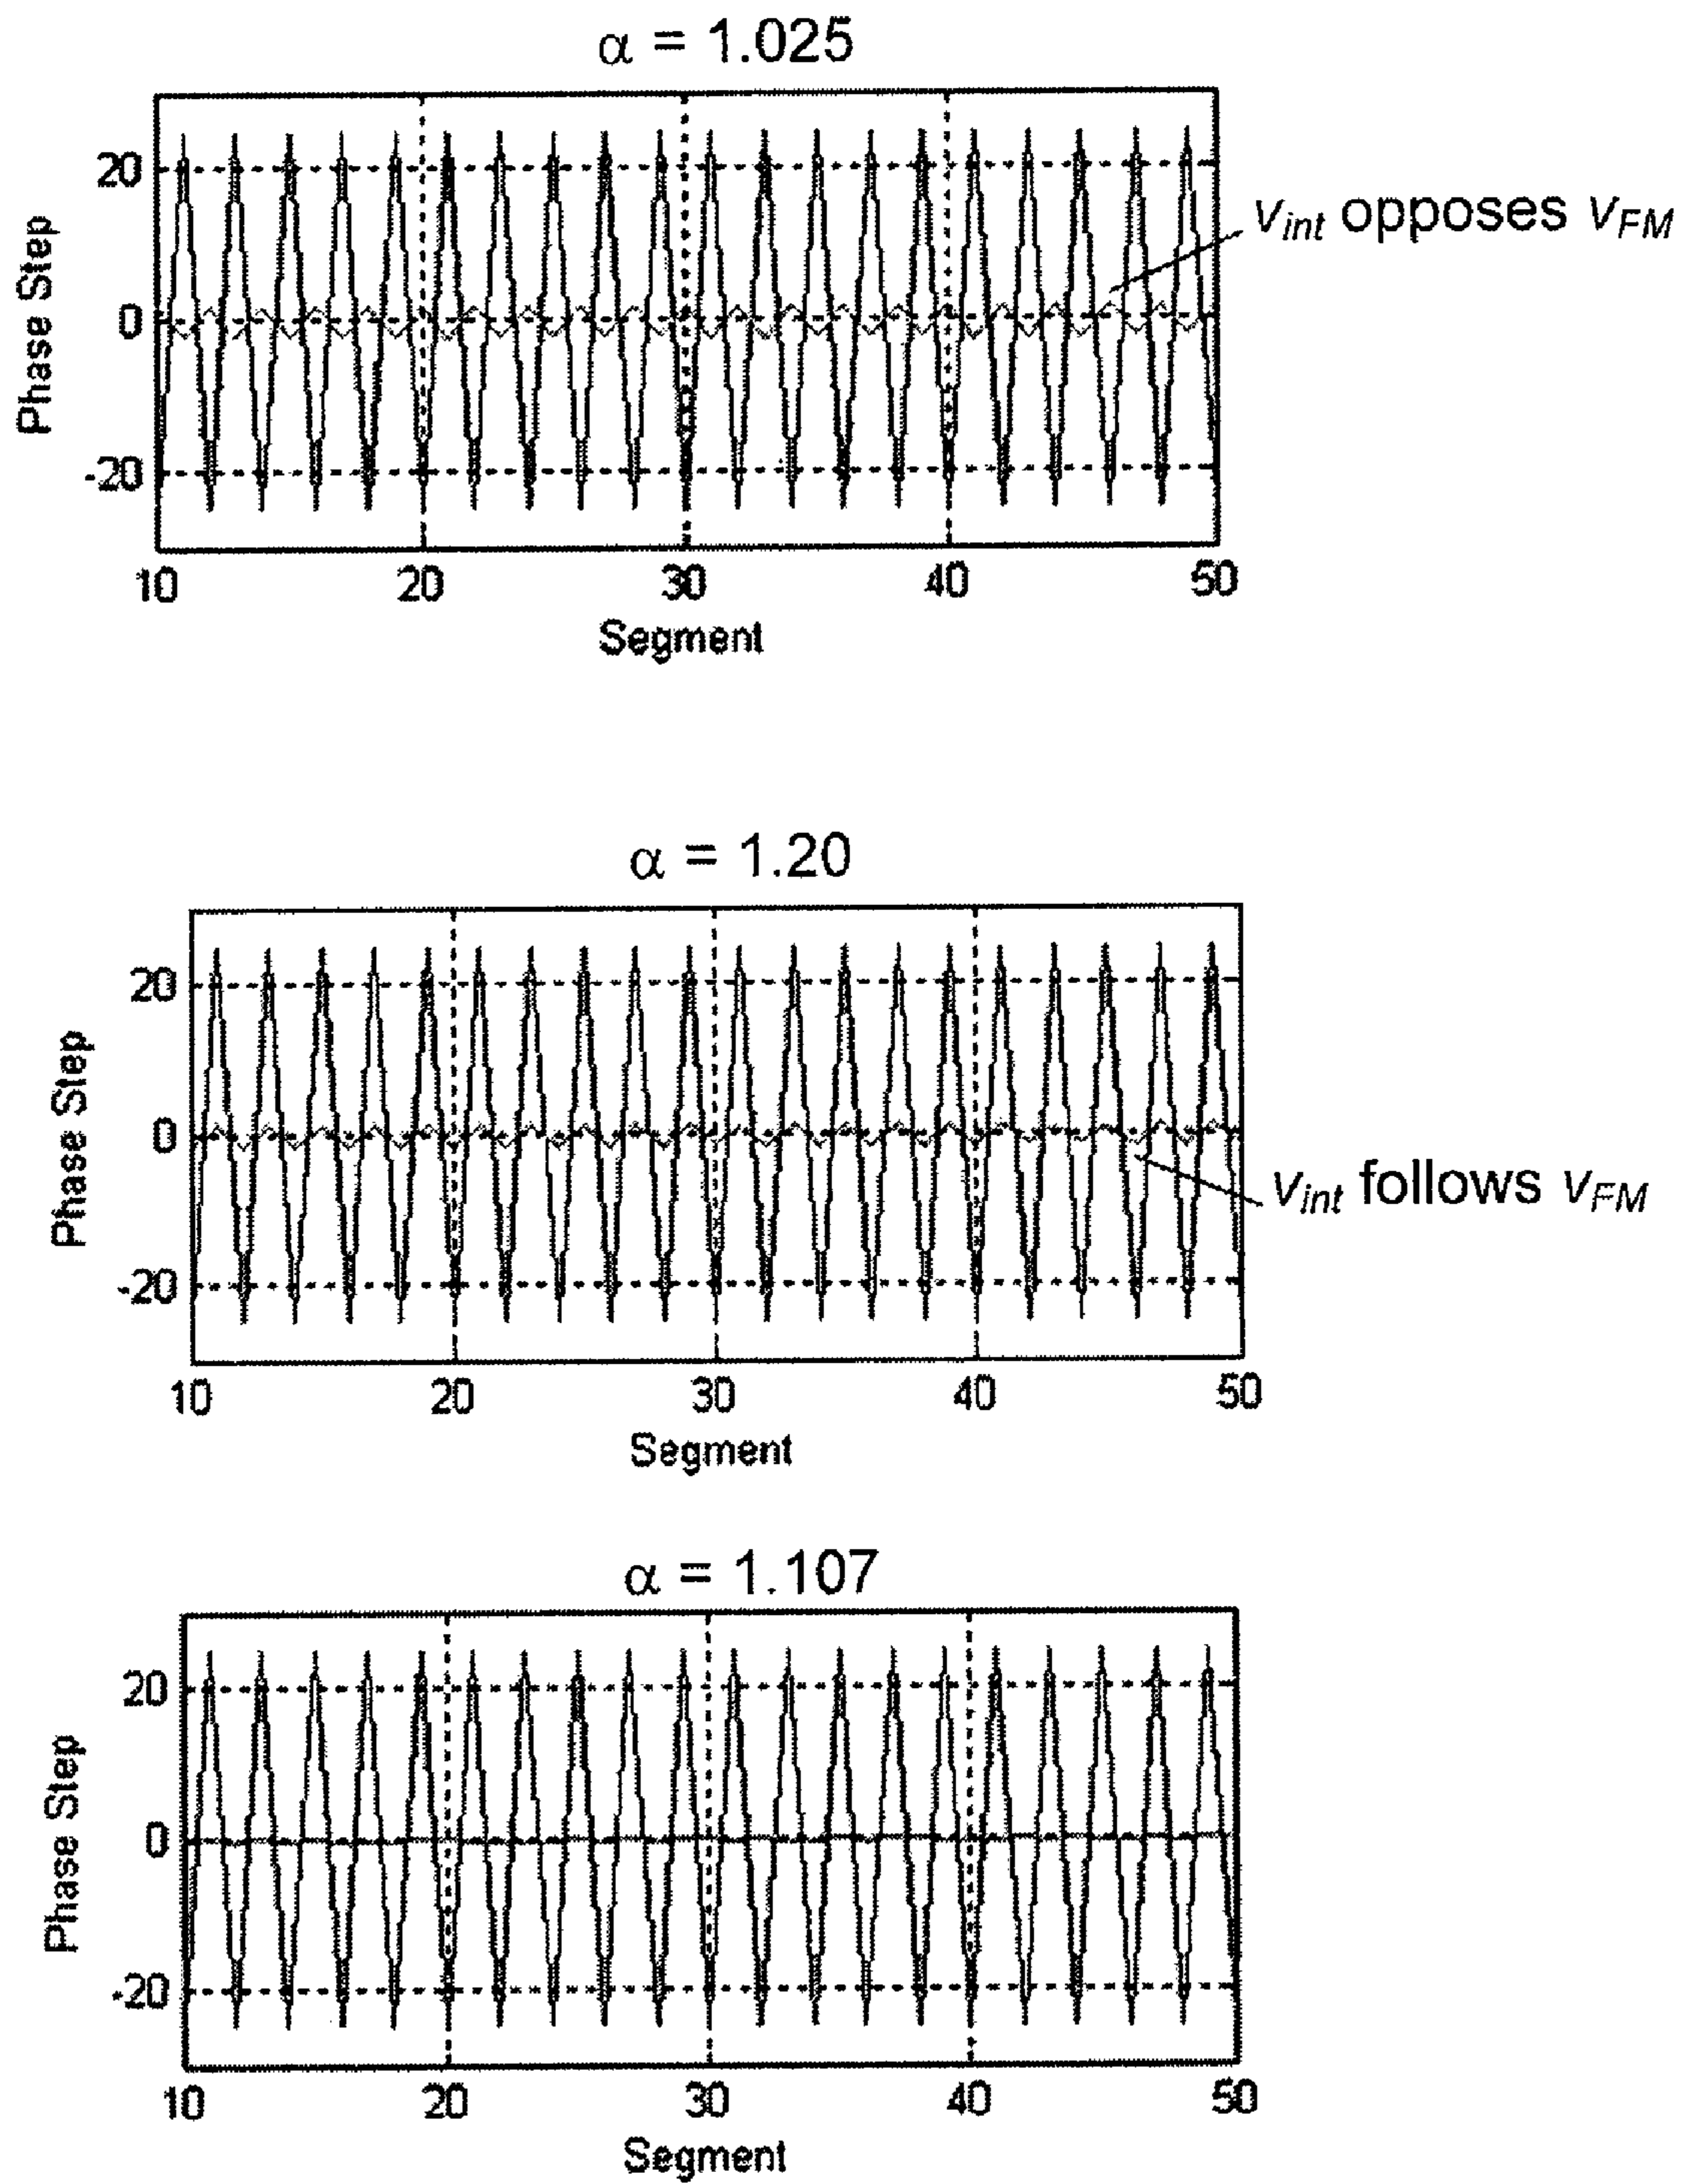 α = 1.025
20
0
-20
Phase Step
10 20 30 40 50
Segment
Vint opposes VFM
α = 1.20
20
0
-20
Phase Step
10 20 30 40 50
Segment
Vint follows VFM
α = 1.107
20
0
-20
Phase Step
10 20 30 40 50
Segment